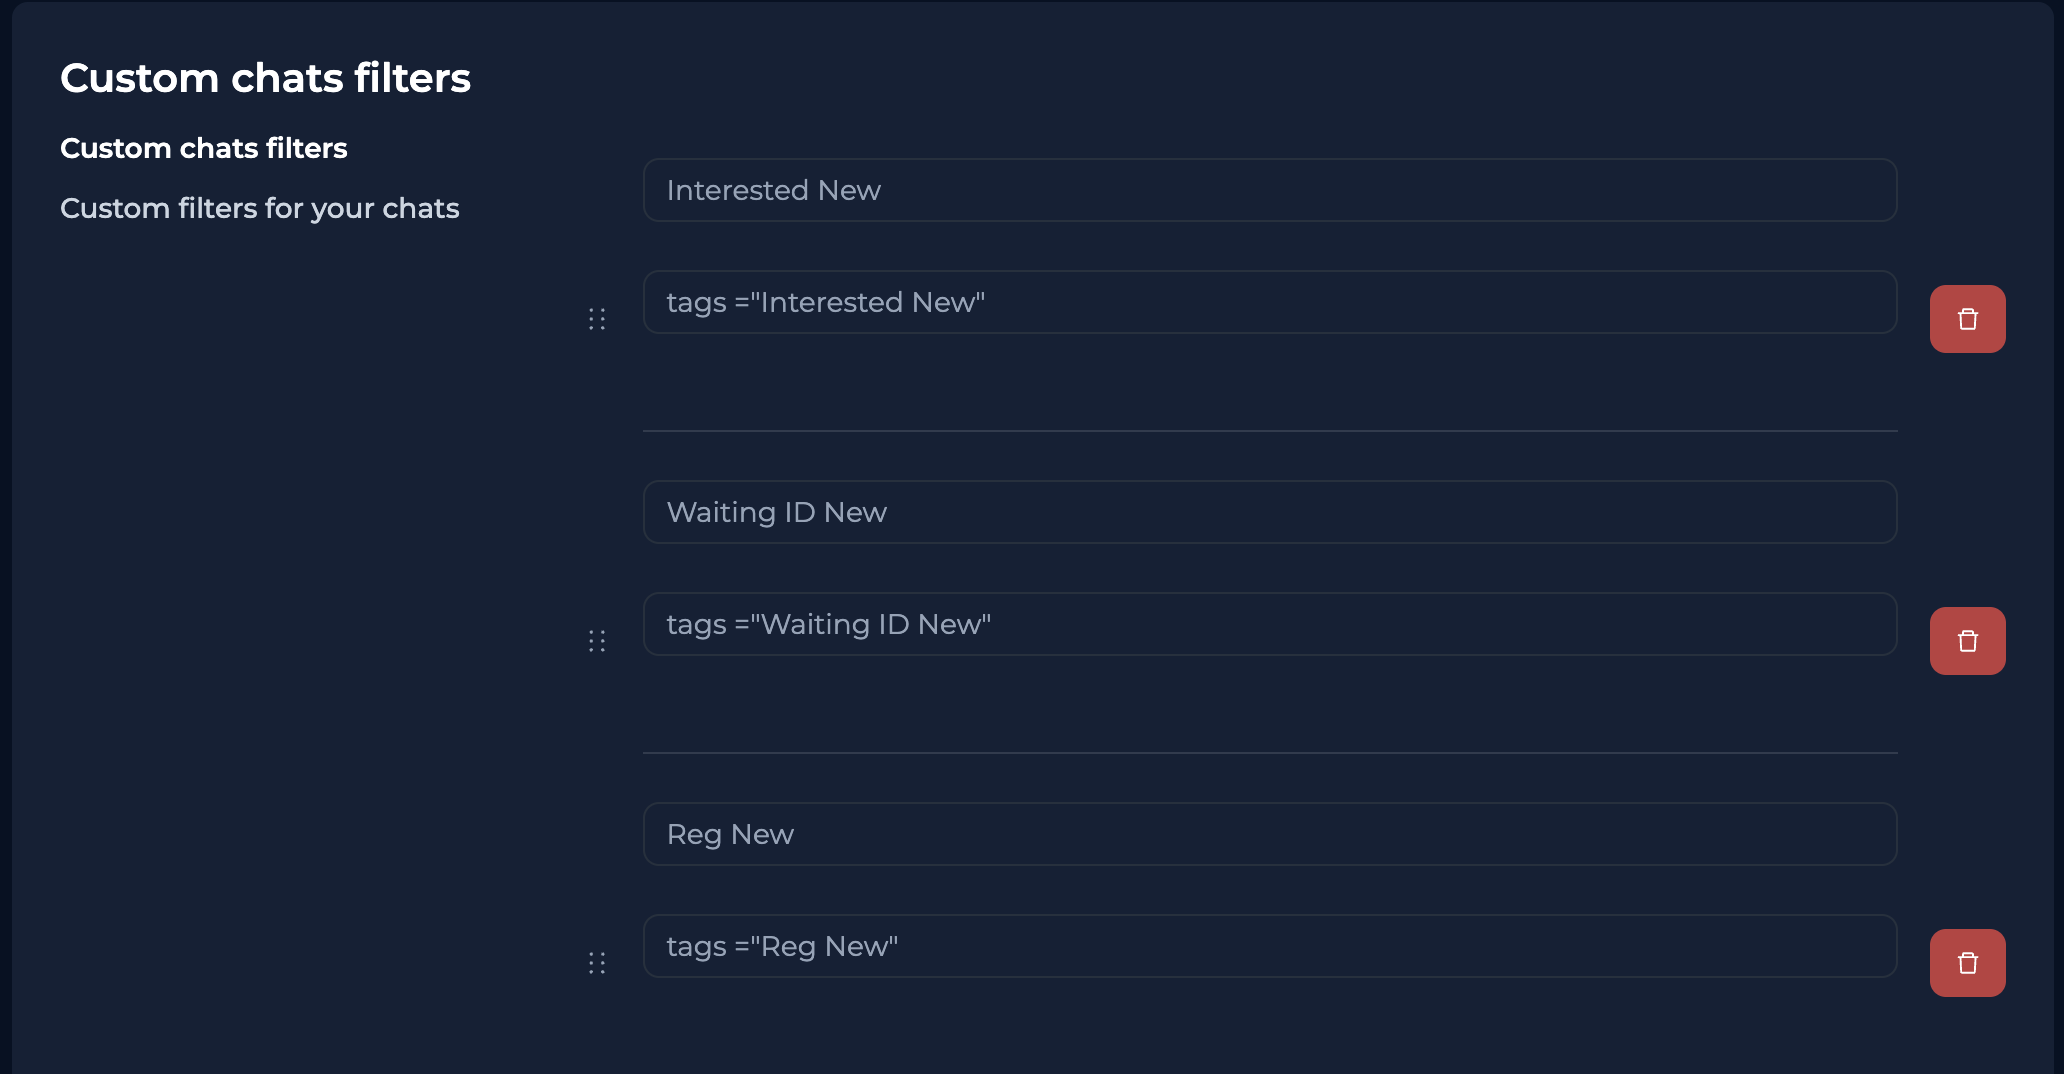 Custom chats filters
Custom chats filters
Custom filters for your chats
Interested New
tags ="Interested New"
Waiting ID New
tags ="Waiting ID New"
Reg New
tags ="Reg New"